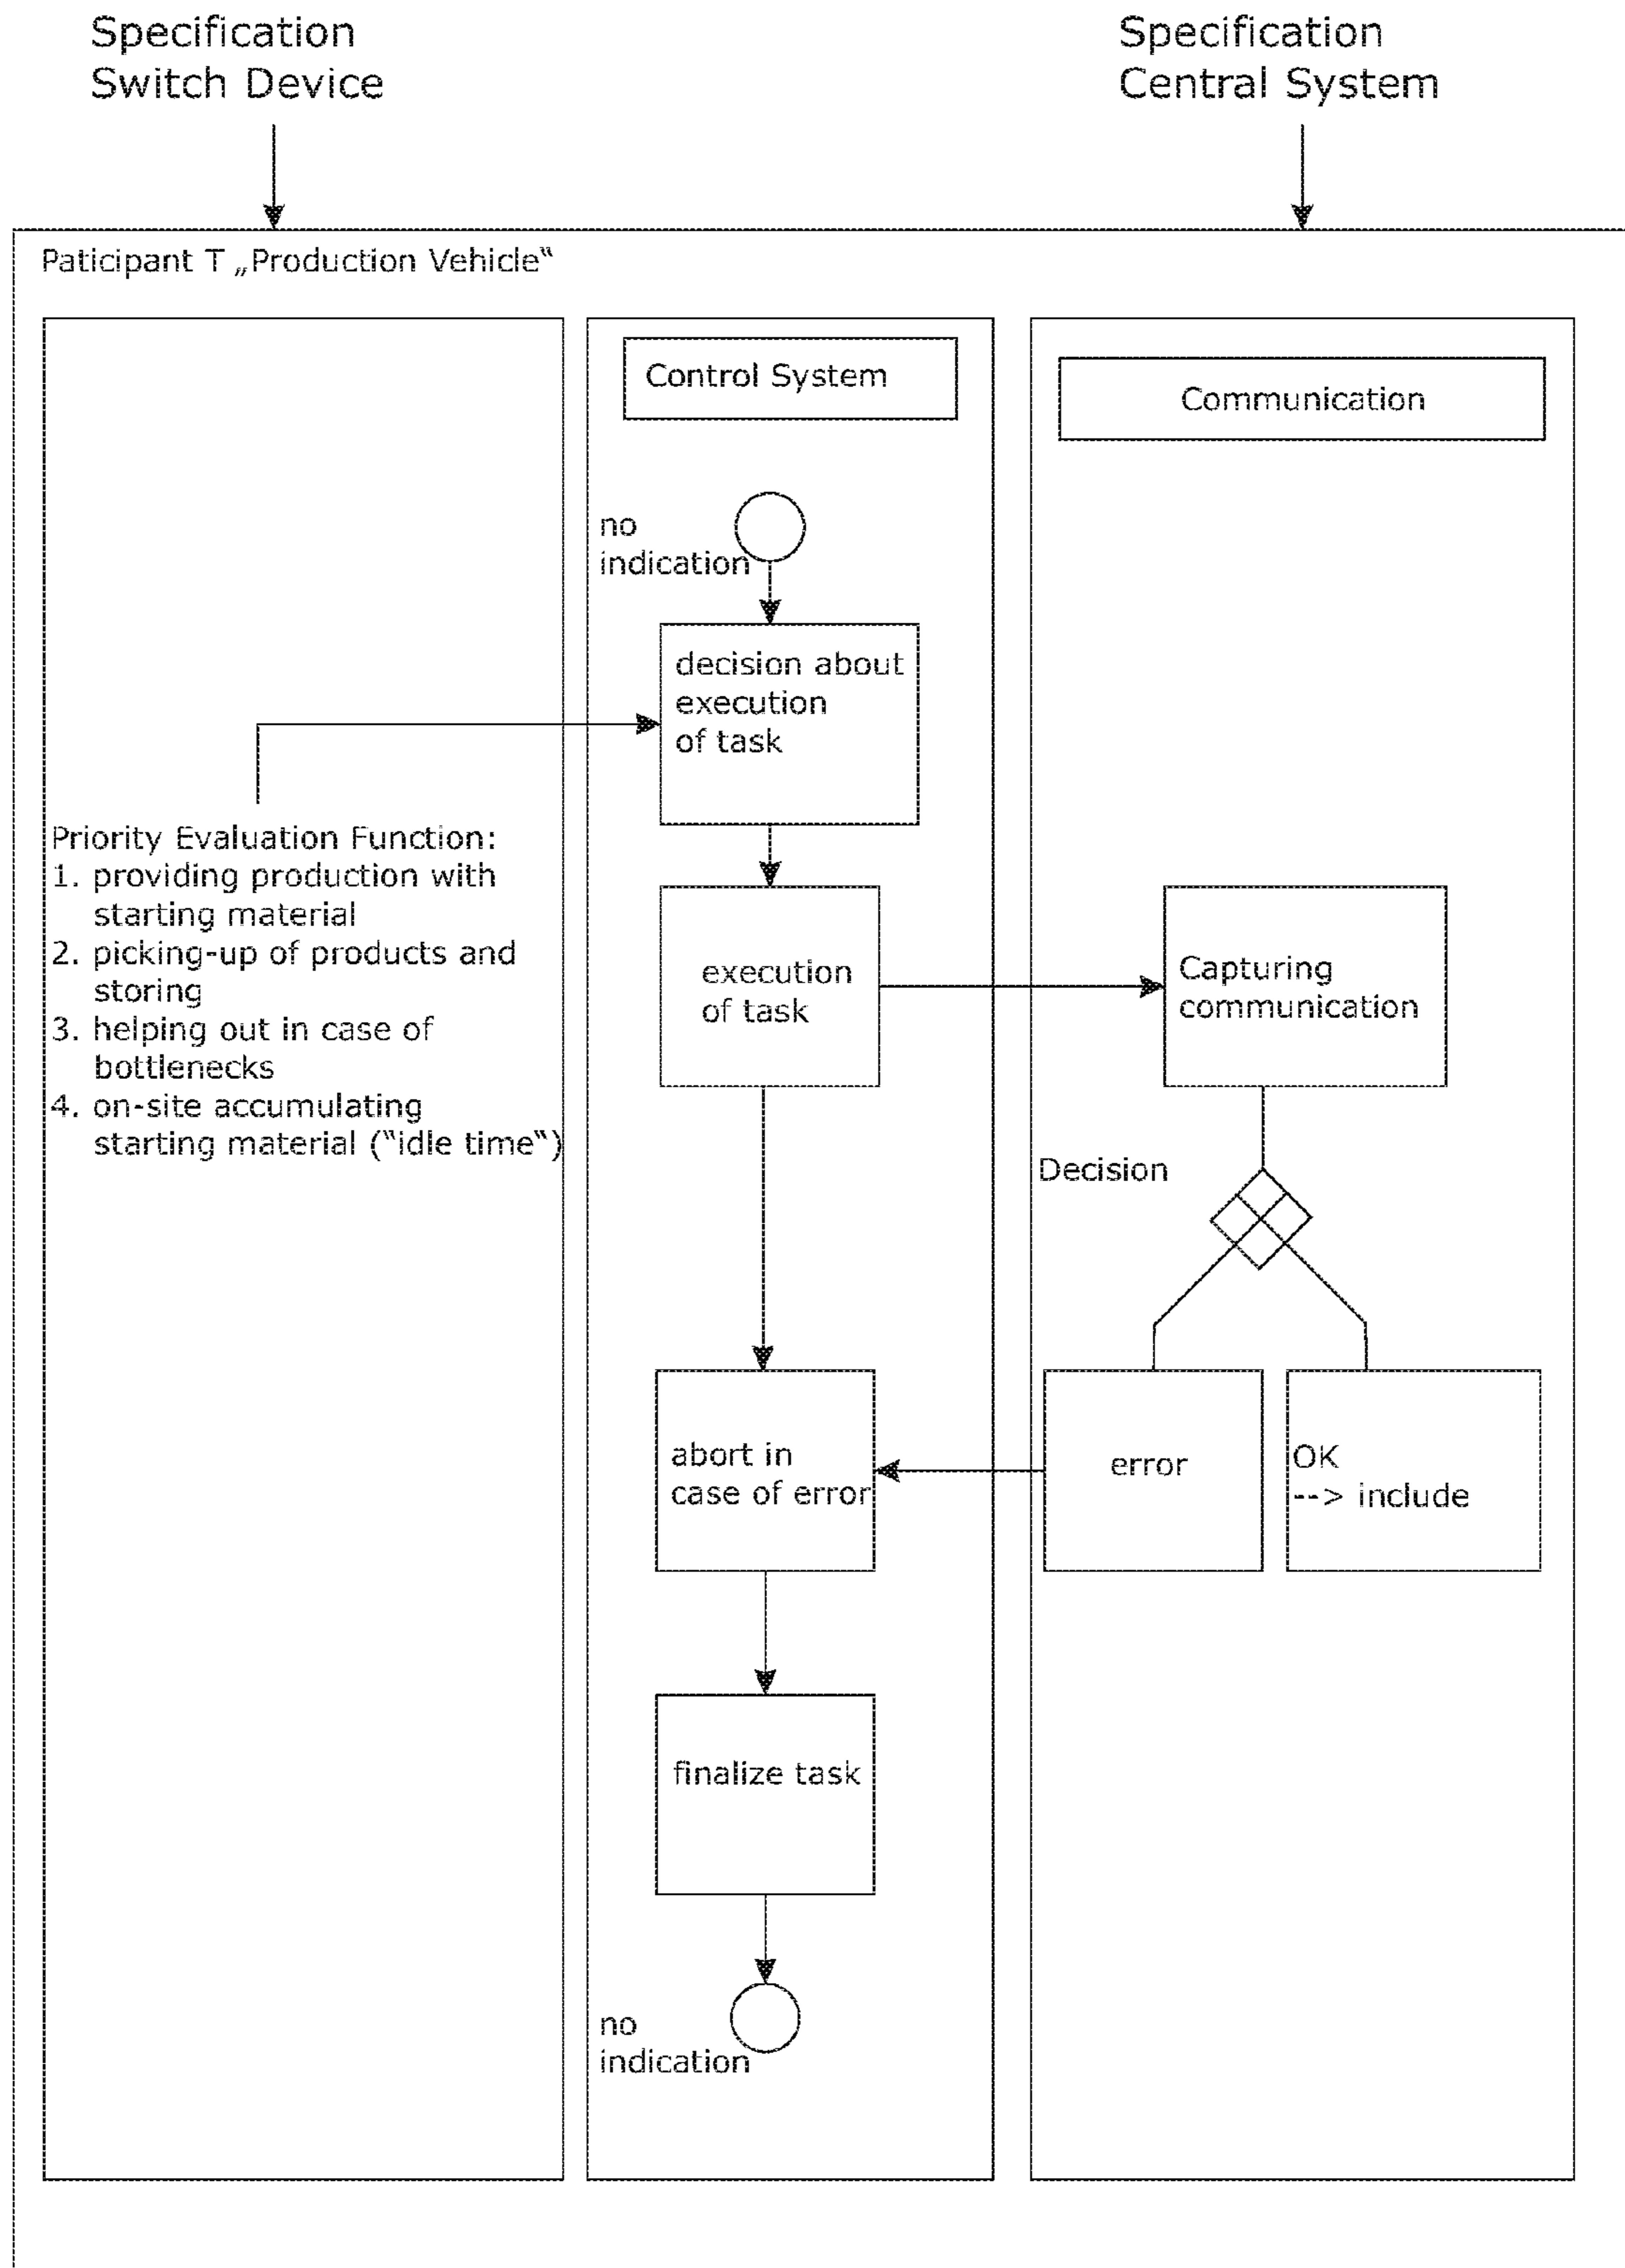 Specification
Switch Device
Specification
Central System
Paticipant T „Production Vehicle“
Control System
Communication
no
indication
decision about
execution
of task
Priority Evaluation Function:
1. providing production with
starting material
2. picking-up of products and
storing
3. helping out in case of
bottlenecks
4. on-site accumulating
starting material (“idle time“)
execution
of task
Capturing
communication
Decision
abort in
case of error
error
OK
--> include
finalize task
no
indication